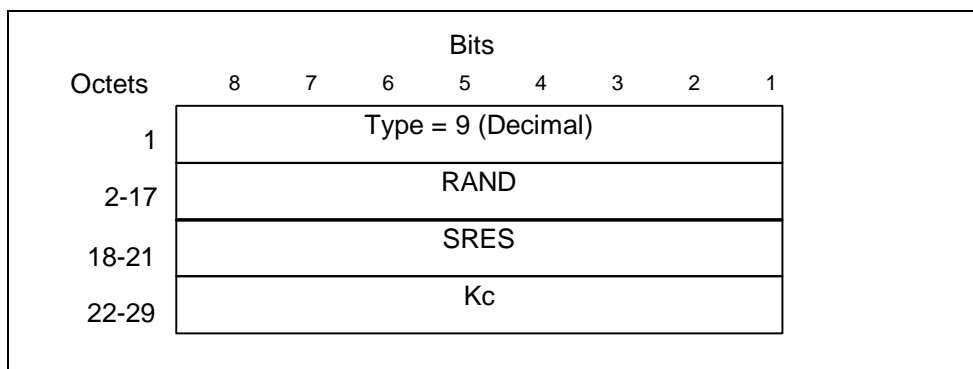 Bits
Octets 8 7 6 5 4 3 2 1
1 Type = 9 (Decimal)
2-17 RAND
18-21 SRES
22-29 Kc